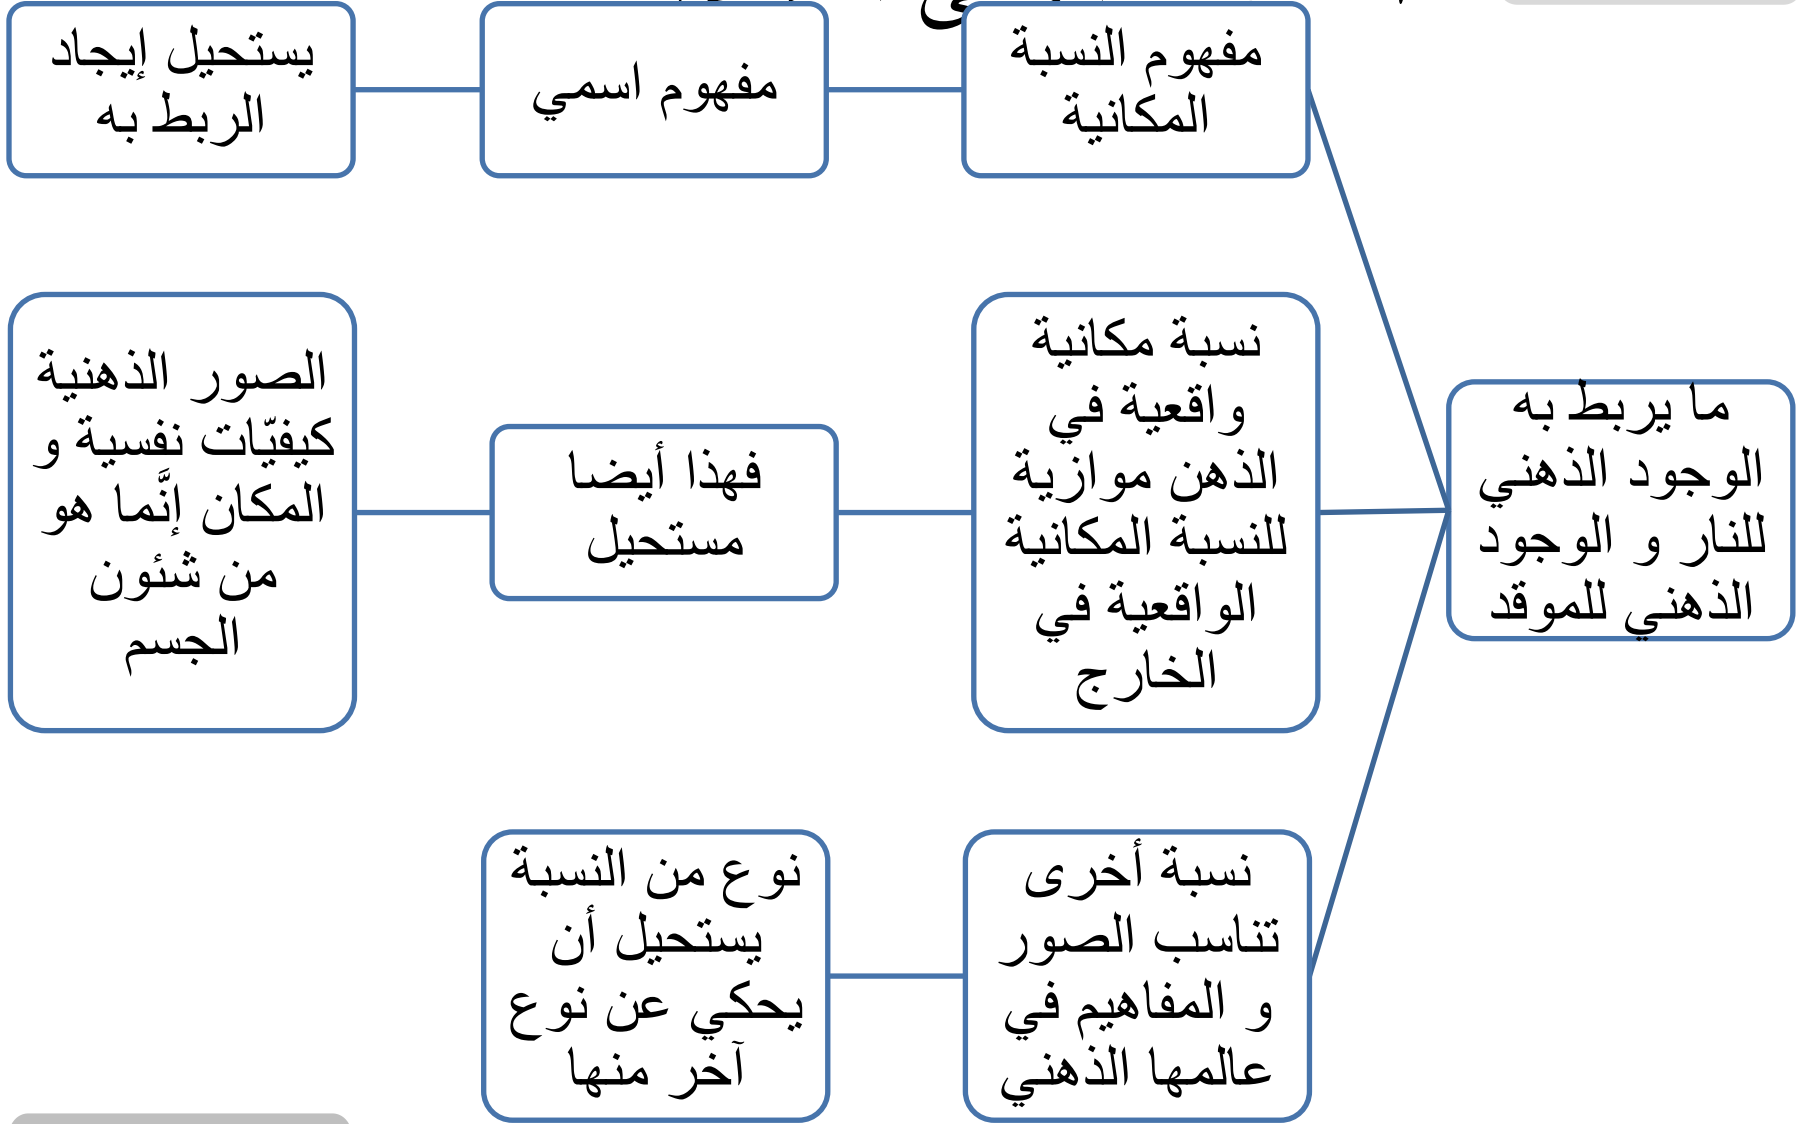 مفهوم النسبة
المكانية
مفهوم اسمي
يستحيل إيجاد
الربط به
ما يربط به
الوجود الذهني
للنار و الوجود
الذهني للموقد
نسبة مكانية
واقعية في
الذهن موازية
للنسبة المكانية
الواقعية في
الخارج
فهذا أيضا
مستحيل
الصور الذهنية
كيفيّات نفسية و
المكان إنَّما هو
من شئون
الجسم
نسبة أخرى
تناسب الصور
و المفاهيم في
عالمها الذهني
نوع من النسبة
يستحيل أن
يحكي عن نوع
آخر منها